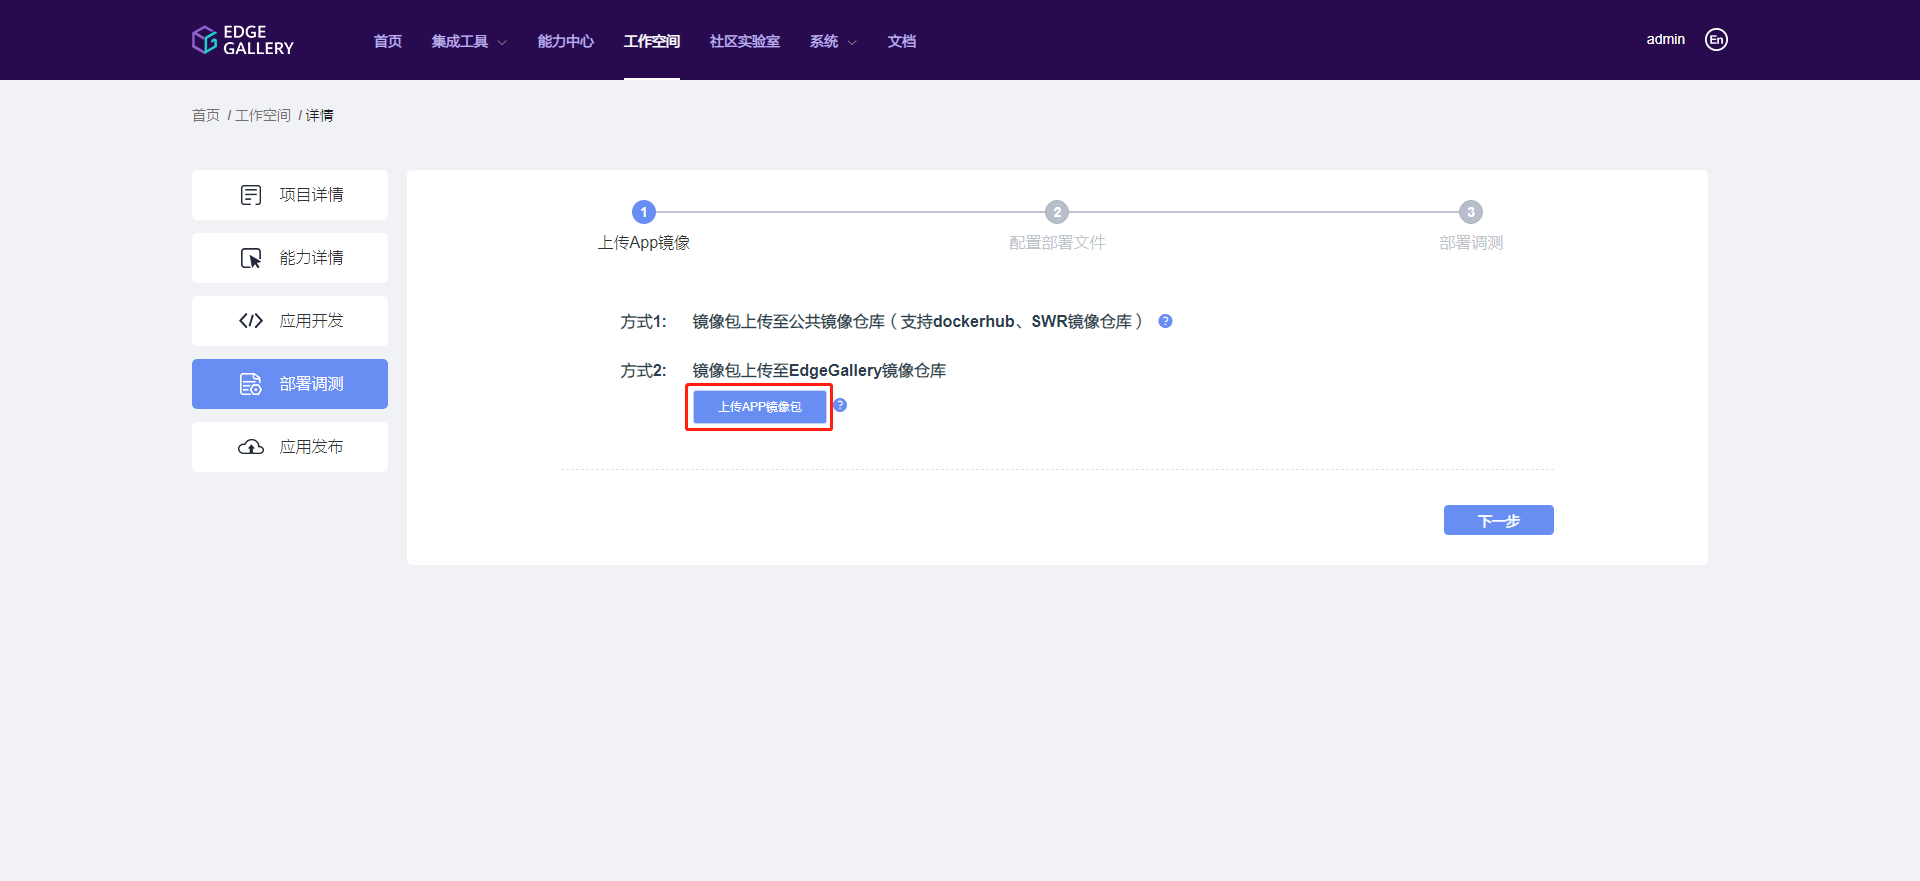 EDGE
GALLERY
首页 集成工具 能力中心 工作空间 社区实验室 系统 文档
admin En
首页 / 工作空间 / 详情
项目详情
能力详情
应用开发
部署调测
应用发布
1 2 3
上传App镜像 配置部署文件 部署调测
方式1: 镜像包上传至公共镜像仓库（支持dockerhub、SWR镜像仓库） ?
方式2: 镜像包上传至EdgeGallery镜像仓库
上传APP镜像包 ?
下一步